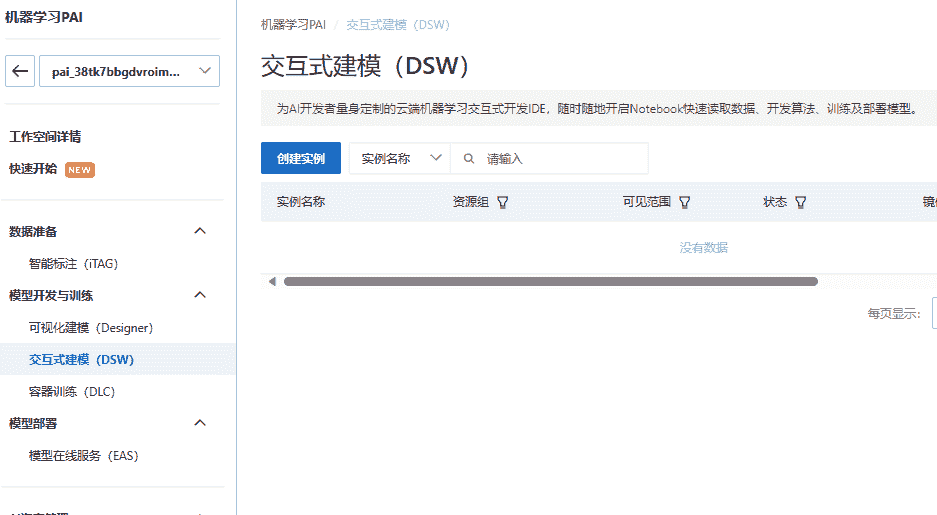 机器学习PAI
pai_38tk7bbgdvroim...
工作空间详情
快速开始 NEW
数据准备
智能标注（iTAG）
模型开发与训练
可视化建模（Designer）
交互式建模（DSW）
容器训练（DLC）
模型部署
模型在线服务（EAS）
机器学习PAI / 交互式建模（DSW）
交互式建模（DSW）
为AI开发者量身定制的云端机器学习交互式开发IDE，随时随地开启Notebook快速读取数据、开发算法、训练及部署模型。
创建实例 实例名称 请输入
实例名称 资源组 可见范围 状态
没有数据
每页显示：